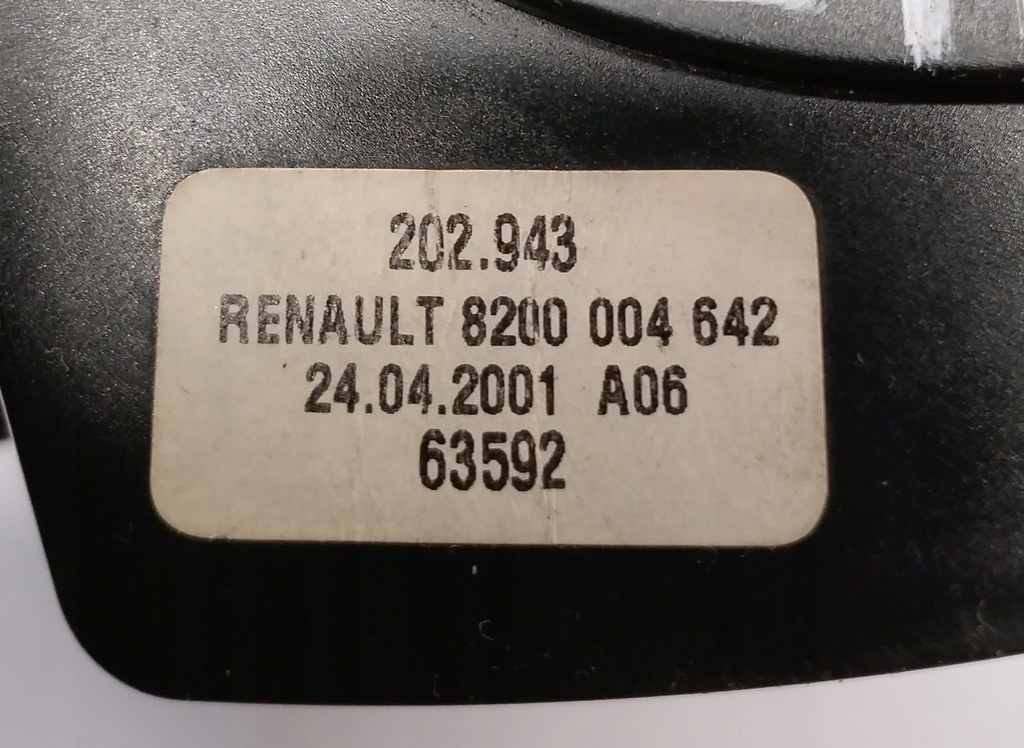 202.943
RENAULT 8200 004 642
24.04.2001 A06
63592